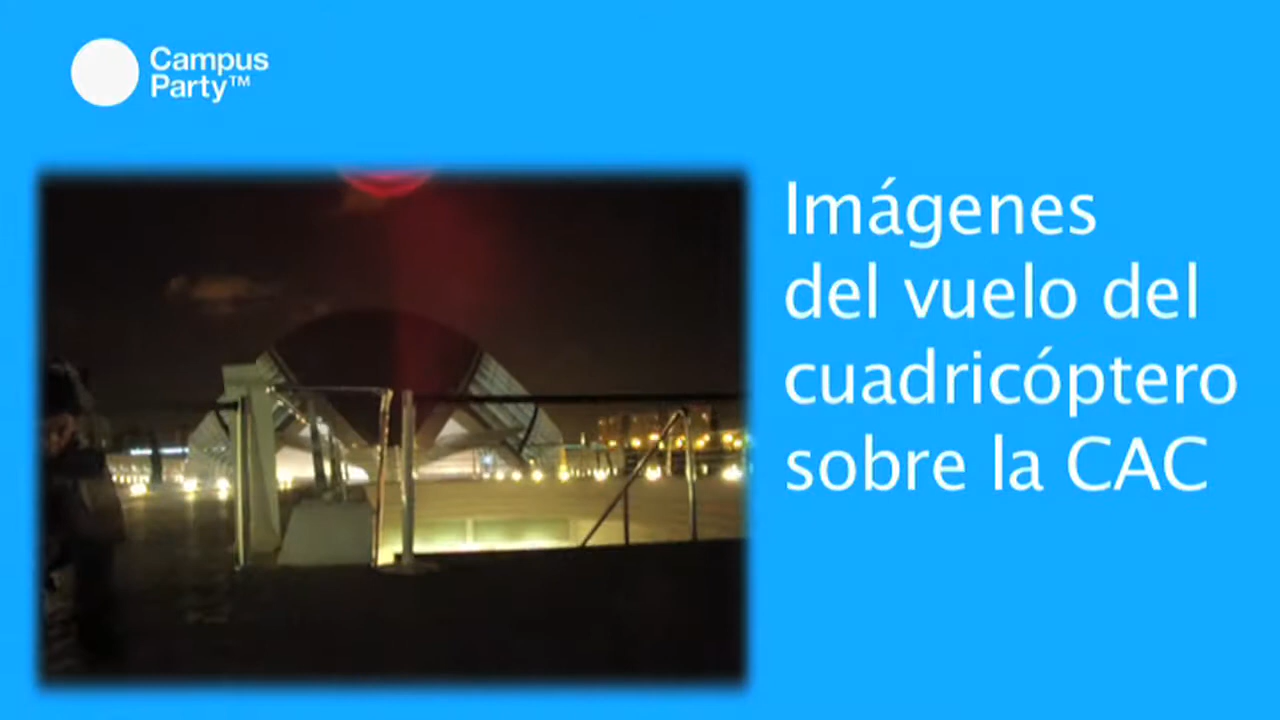 Campus
Party™
Imágenes
del vuelo del
cuadricóptero
sobre la CAC